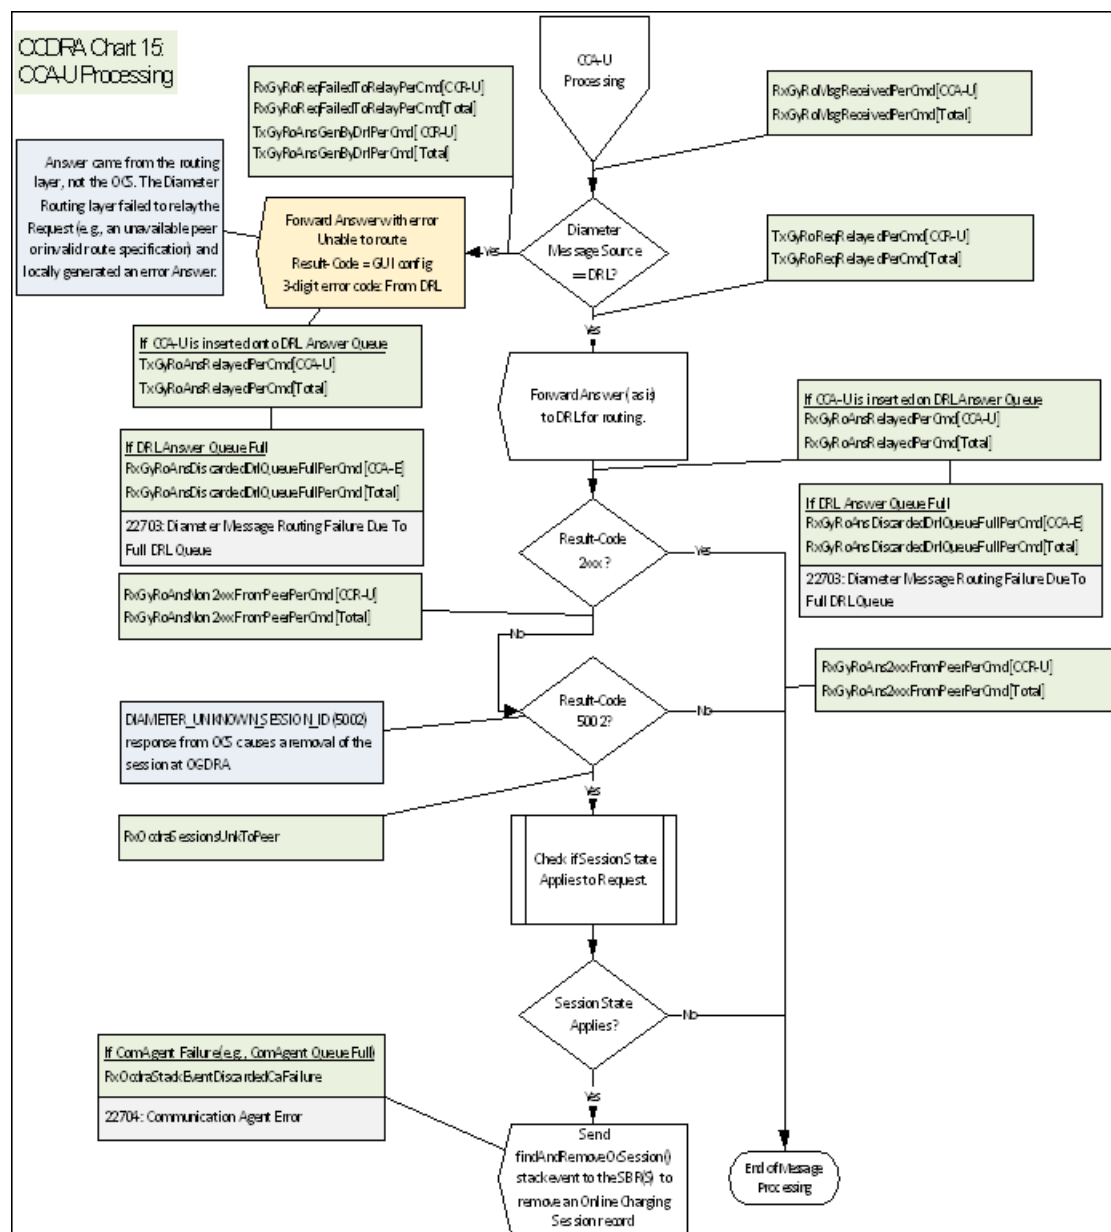 OCDRA Chart 15:
CCA-U Processing
CCA-U
Processing
RxGyRoReqFailedToRelayPerCmd[CCR-U]
RxGyRoReqFailedToRelayPerCmd[Total]
TxGyRoAnsGenByDrlPerCmd[ CCR-U]
TxGyRoAnsGenByDrlPerCmd[Total]
RxGyRoMsgReceivedPerCmd[CCA-U]
RxGyRoMsgReceivedPerCmd[Total]
Answer came from the routing
layer, not the OCS. The Diameter
Routing layer failed to relay the
Request (e.g., an unavailable peer
or invalid route specification) and
locally generated an error Answer.
Forward Answer with error
Unable to route
Result- Code = GUI config
3-digit error code: From DRL
Yes
Diameter
Message Source
== DRL?
TxGyRoReqRelayedPerCmd[CCR-U]
TxGyRoReqRelayedPerCmd[Total]
Yes
If CCA-U is inserted onto DRL Answer Queue
TxGyRoAnsRelayedPerCmd[CCA-U]
TxGyRoAnsRelayedPerCmd[Total]
Forward Answer (as is)
to DRL for routing.
If CCA-U is inserted on DRL Answer Queue
RxGyRoAnsRelayedPerCmd[CCA-U]
RxGyRoAnsRelayedPerCmd[Total]
If DRL Answer Queue Full
RxGyRoAnsDiscardedDrlQueueFullPerCmd [CCA-E]
RxGyRoAnsDiscardedDrlQueueFullPerCmd [Total]
22703: Diameter Message Routing Failure Due To
Full DRL Queue
If DRL Answer Queue Full
RxGyRoAnsDiscardedDrlQueueFullPerCmd[CCA-E]
RxGyRoAnsDiscardedDrlQueueFullPerCmd[Total]
22703: Diameter Message Routing Failure Due To
Full DRL Queue
Result-Code
2xxx ?
Yes
RxGyRoAnsNon2xxxFromPeerPerCmd [CCR-U]
RxGyRoAnsNon2xxxFromPeerPerCmd [Total]
No
RxGyRoAns2xxxFromPeerPerCmd[CCR-U]
RxGyRoAns2xxxFromPeerPerCmd[Total]
Result-Code
5002?
No
DIAMETER_UNKNOWN_SESSION_ID (5002)
response from OCS causes a removal of the
session at OCDRA
Yes
RxOcdraSessionsUnkToPeer
Check if Session State
Applies to Request.
Session State
Applies?
No
If ComAgent Failure(e.g., ComAgent Queue Full)
RxOcdraStackEventDiscardedCaFailure
22704: Communication Agent Error
Yes
Send
findAndRemoveOcSession()
stack event to the SBR(S) to
remove an Online Charging
Session record
End of Message
Processing